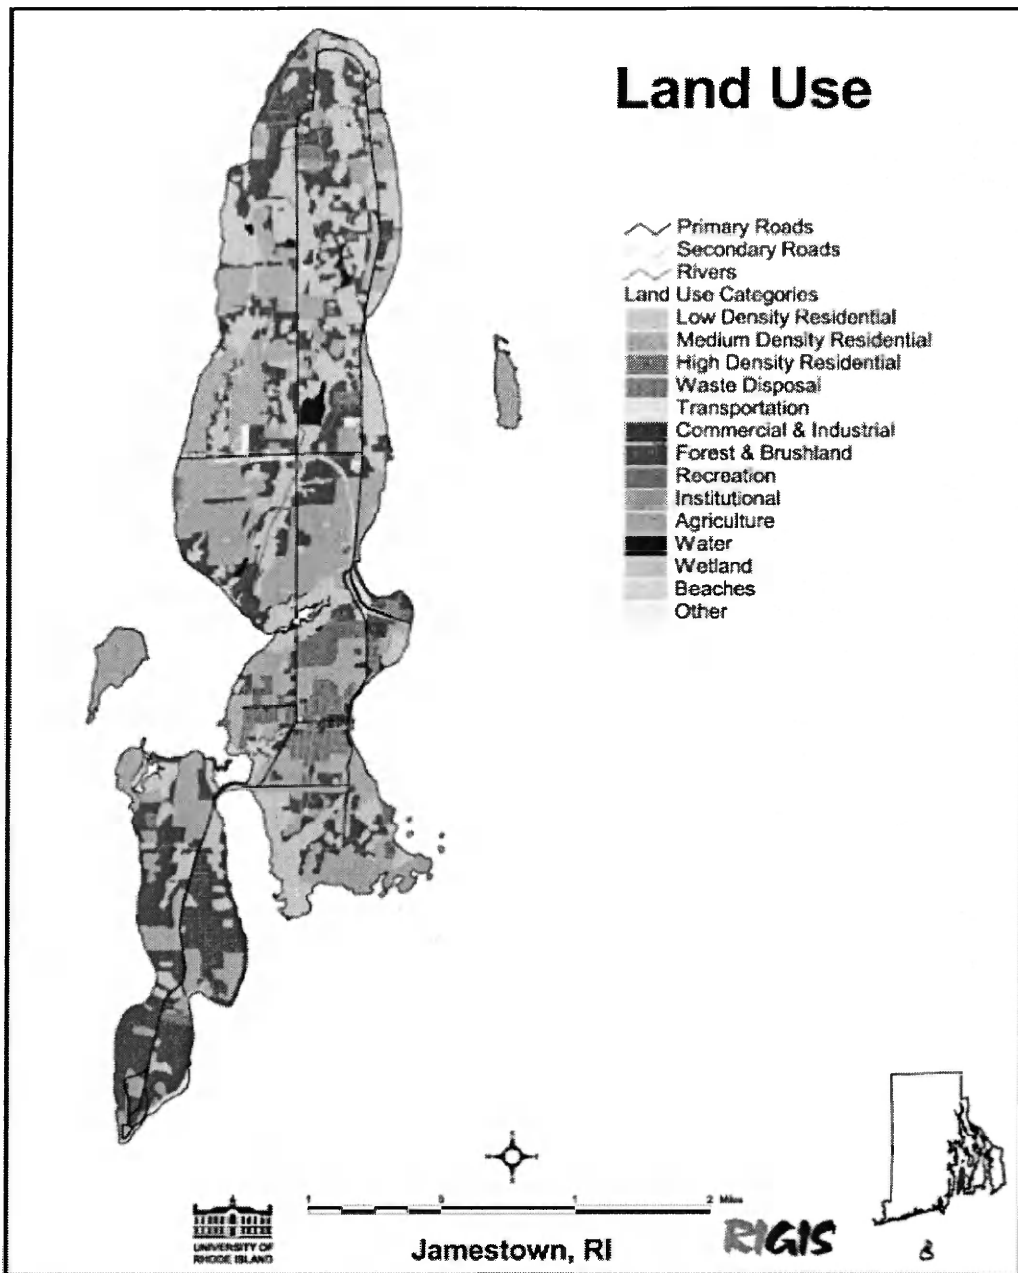 Land Use
Primary Roads
Secondary Roads
Rivers
Land Use Categories
Low Density Residential
Medium Density Residential
High Density Residential
Waste Disposal
Transportation
Commercial & Industrial
Forest & Brushland
Recreation
Institutional
Agriculture
Water
Wetland
Beaches
Other
1 0 1 2 Miles
UNIVERSITY OF
RHODE ISLAND
Jamestown, RI
RIGIS